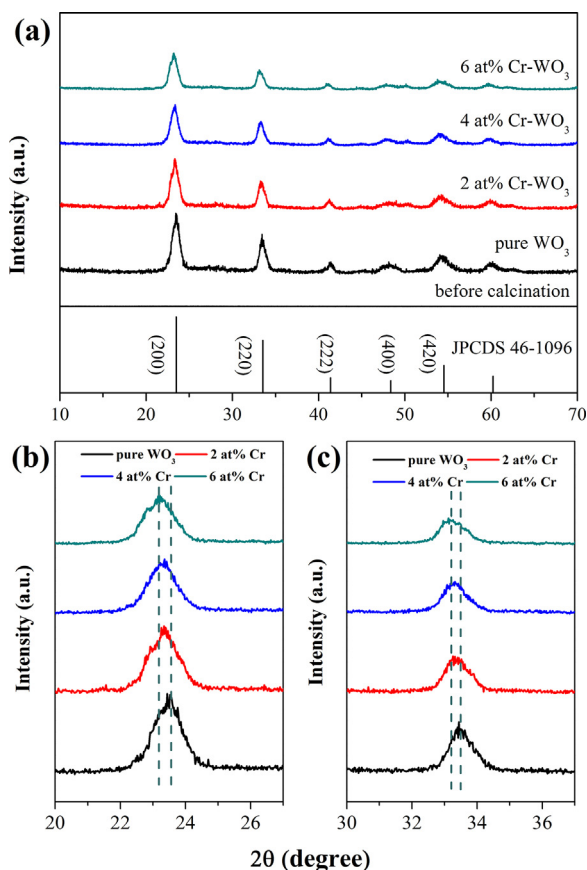 (a)
6 at% Cr-WO3
4 at% Cr-WO3
2 at% Cr-WO3
pure WO3
before calcination
Intensity (a.u.)
(200)
(220)
(222)
(400)
(420)
JPCDS 46-1096
10 20 30 40 50 60 70
(b)
pure WO3 2 at% Cr
4 at% Cr 6 at% Cr
Intensity (a.u.)
20 22 24 26
(c)
pure WO3 2 at% Cr
4 at% Cr 6 at% Cr
Intensity (a.u.)
30 32 34 36
2θ (degree)